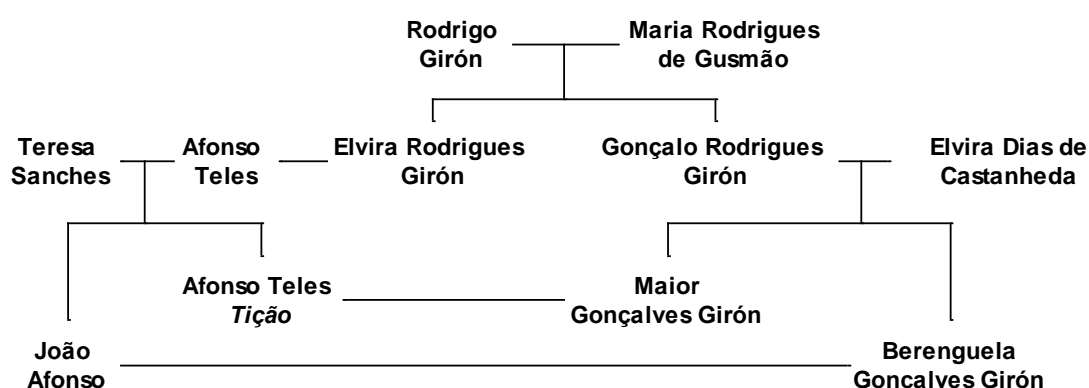 Rodrigo
Girón
Maria Rodrigues
de Gusmão
Teresa
Sanches
Afonso
Teles
Elvira Rodrigues
Girón
Gonçalo Rodrigues
Girón
Elvira Dias de
Castanheda
Afonso Teles
Tição
Maior
Gonçalves Girón
João
Afonso
Berenguela
Gonçalves Girón